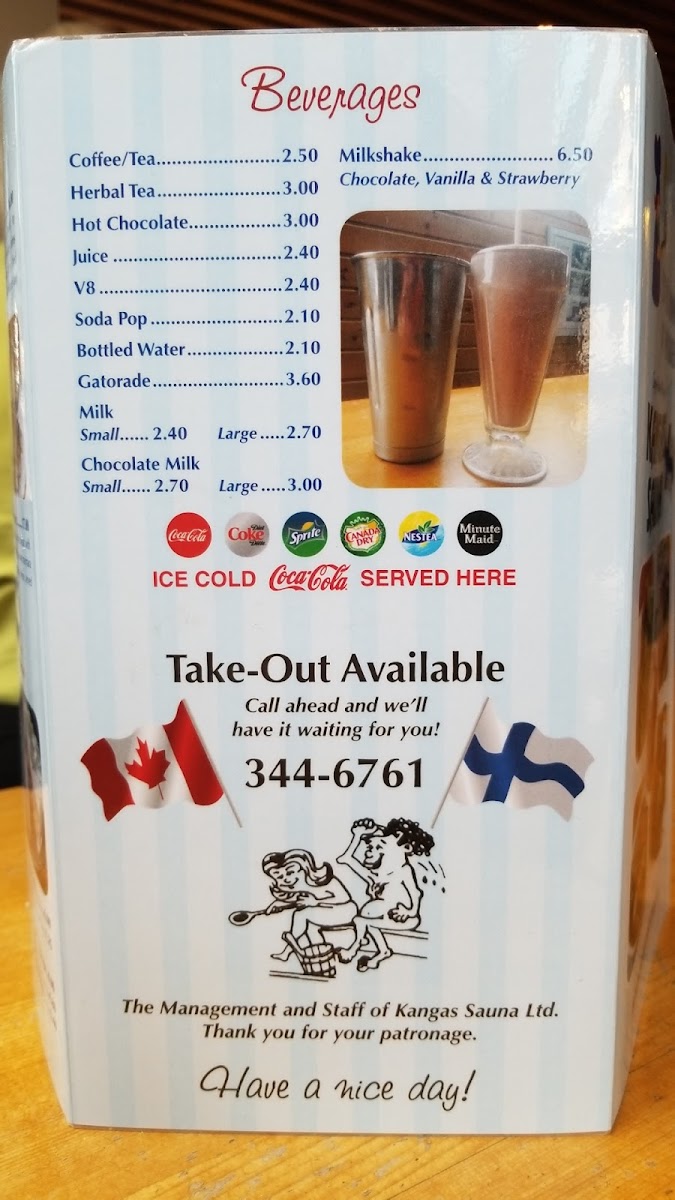 Beverages
Coffee/Tea.......................2.50
Herbal Tea.......................3.00
Hot Chocolate.................3.00
Juice ...............................2.40
V8 ..................................2.40
Soda Pop ........................2.10
Bottled Water..................2.10
Gatorade.........................3.60
Milk
Small...... 2.40 Large .....2.70
Chocolate Milk
Small...... 2.70 Large .....3.00
Milkshake......................... 6.50
Chocolate, Vanilla & Strawberry
Coca-Cola Diet Coke Sprite CANADA DRY NESTEA Minute Maid
ICE COLD Coca-Cola SERVED HERE
Take-Out Available
Call ahead and we'll
have it waiting for you!
344-6761
The Management and Staff of Kangas Sauna Ltd.
Thank you for your patronage.
Have a nice day!